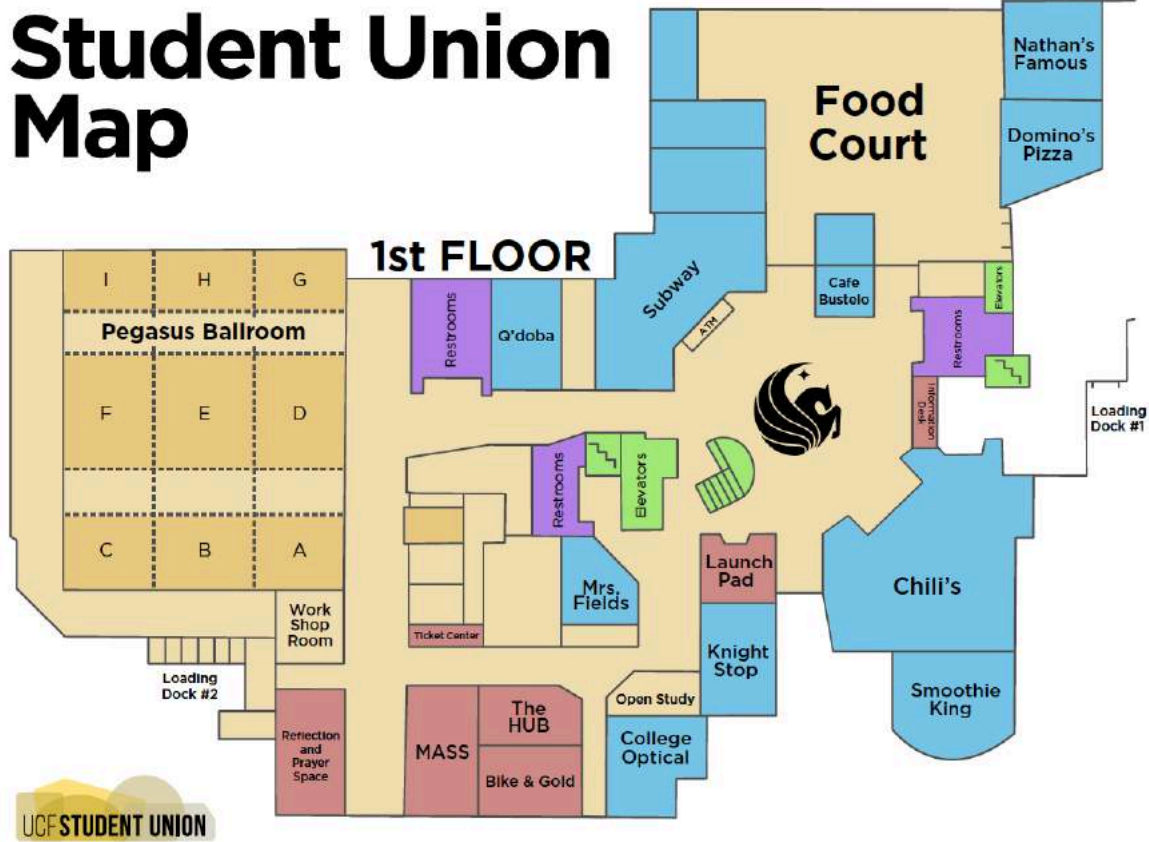 Student Union
Map
1st FLOOR
Food
Court
Nathan's
Famous
Domino's
Pizza
Cafe
Bustelo
Elevators
Restrooms
Information
Desk
Loading
Dock #1
Subway
ATM
Q'doba
Restrooms
I
H
G
Pegasus Ballroom
F
E
D
C
B
A
Work
Shop
Room
Loading
Dock #2
Reflection
and
Prayer
Space
Restrooms
Elevators
Mrs.
Fields
Ticket Center
Launch
Pad
Knight
Stop
Chili's
Smoothie
King
Open Study
College
Optical
MASS
The
HUB
Bike & Gold
UCF STUDENT UNION